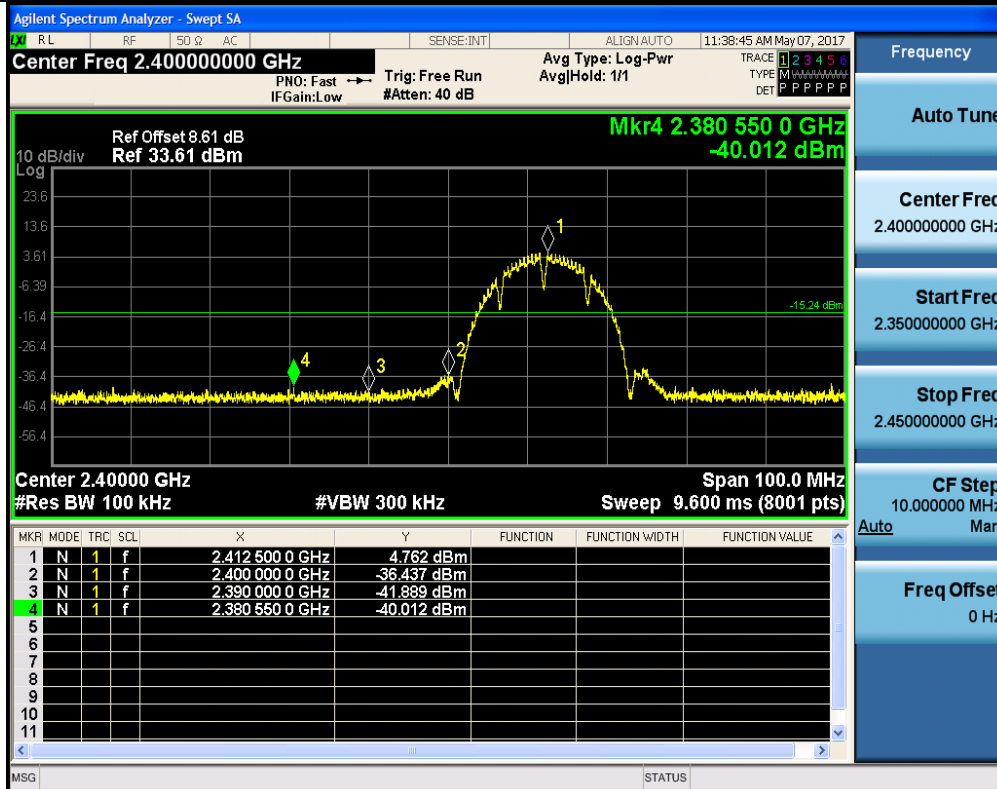 Agilent Spectrum Analyzer - Swept SA
LXI RL RF 50 Ω AC SENSE:INT ALIGN AUTO 11:38:45 AM May 07, 2017
Center Freq 2.400000000 GHz
PNO: Fast
IFGain:Low
Trig: Free Run
#Atten: 40 dB
Avg Type: Log-Pwr
Avg|Hold: 1/1
TRACE 1 2 3 4 5 6
TYPE M
DET P P P P P P
Frequency
Auto Tune
Center Freq
2.400000000 GHz
Start Freq
2.350000000 GHz
Stop Freq
2.450000000 GHz
CF Step
10.000000 MHz
Auto Man
Freq Offset
0 Hz
Mkr4 2.380 550 0 GHz
-40.012 dBm
Ref Offset 8.61 dB
10 dB/div Ref 33.61 dBm
Log
23.6
13.6
3.61
-6.39
-16.4
-26.4
-36.4
-46.4
-56.4
-15.24 dBm
1
2
3
4
Center 2.40000 GHz Span 100.0 MHz
#Res BW 100 kHz #VBW 300 kHz Sweep 9.600 ms (8001 pts)
MKR MODE TRC SCL X Y FUNCTION FUNCTION WIDTH FUNCTION VALUE
1 N 1 f 2.412 500 0 GHz 4.762 dBm
2 N 1 f 2.400 000 0 GHz -36.437 dBm
3 N 1 f 2.390 000 0 GHz -41.889 dBm
4 N 1 f 2.380 550 0 GHz -40.012 dBm
5
6
7
8
9
10
11
MSG STATUS